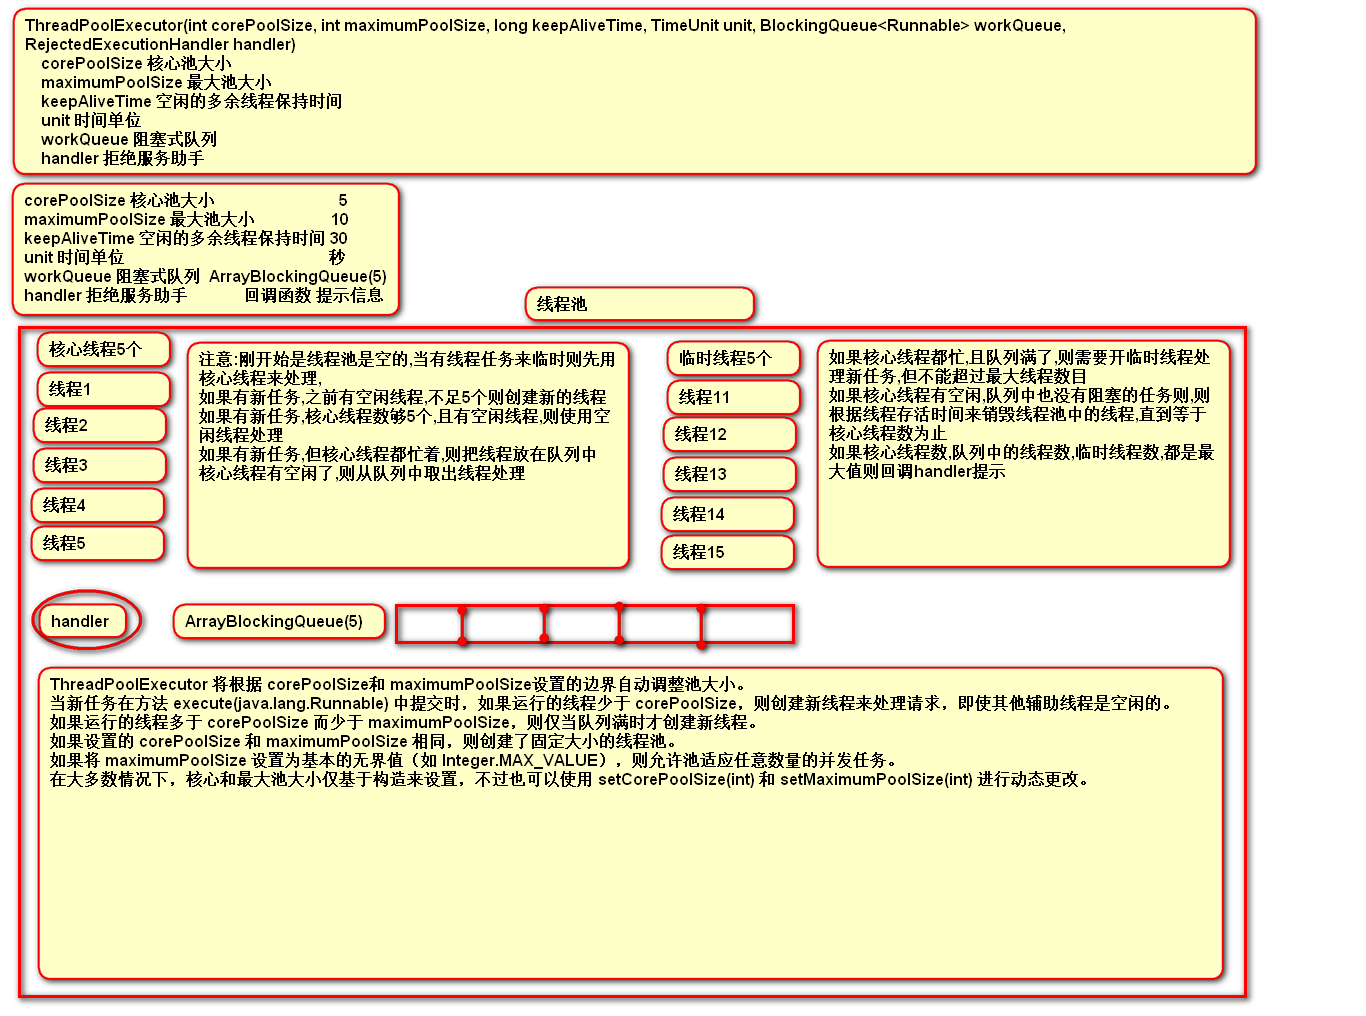 ThreadPoolExecutor(int corePoolSize, int maximumPoolSize, long keepAliveTime, TimeUnit unit, BlockingQueue<Runnable> workQueue,
RejectedExecutionHandler handler)
corePoolSize 核心池大小
maximumPoolSize 最大池大小
keepAliveTime 空闲的多余线程保持时间
unit 时间单位
workQueue 阻塞式队列
handler 拒绝服务助手
corePoolSize 核心池大小 5
maximumPoolSize 最大池大小 10
keepAliveTime 空闲的多余线程保持时间 30
unit 时间单位 秒
workQueue 阻塞式队列 ArrayBlockingQueue(5)
handler 拒绝服务助手 回调函数 提示信息
线程池
核心线程5个
线程1
线程2
线程3
线程4
线程5
注意:刚开始是线程池是空的,当有线程任务来临时则先用
核心线程来处理,
如果有新任务,之前有空闲线程,不足5个则创建新的线程
如果有新任务,核心线程数够5个,且有空闲线程,则使用空
闲线程处理
如果有新任务,但核心线程都忙着,则把线程放在队列中
核心线程有空闲了,则从队列中取出线程处理
临时线程5个
线程11
线程12
线程13
线程14
线程15
如果核心线程都忙,且队列满了,则需要开临时线程处
理新任务,但不能超过最大线程数目
如果核心线程有空闲,队列中也没有阻塞的任务则,则
根据线程存活时间来销毁线程池中的线程,直到等于
核心线程数为止
如果核心线程数,队列中的线程数,临时线程数,都是最
大值则回调handler提示
handler
ArrayBlockingQueue(5)
ThreadPoolExecutor 将根据 corePoolSize和 maximumPoolSize设置的边界自动调整池大小。
当新任务在方法 execute(java.lang.Runnable) 中提交时，如果运行的线程少于 corePoolSize，则创建新线程来处理请求，即使其他辅助线程是空闲的。
如果运行的线程多于 corePoolSize 而少于 maximumPoolSize，则仅当队列满时才创建新线程。
如果设置的 corePoolSize 和 maximumPoolSize 相同，则创建了固定大小的线程池。
如果将 maximumPoolSize 设置为基本的无界值（如 Integer.MAX_VALUE），则允许池适应任意数量的并发任务。
在大多数情况下，核心和最大池大小仅基于构造来设置，不过也可以使用 setCorePoolSize(int) 和 setMaximumPoolSize(int) 进行动态更改。